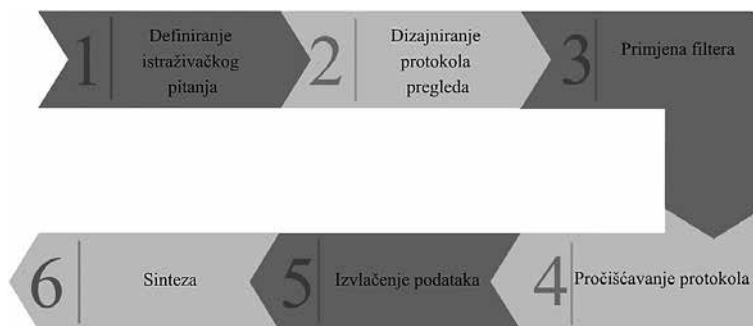 1
Definiranje
istraživačkog
pitanja
2
Dizajniranje
protokola
pregleda
3
Primjena filtera
4
Pročišćavanje protokola
5
Izvlačenje podataka
6
Sinteza